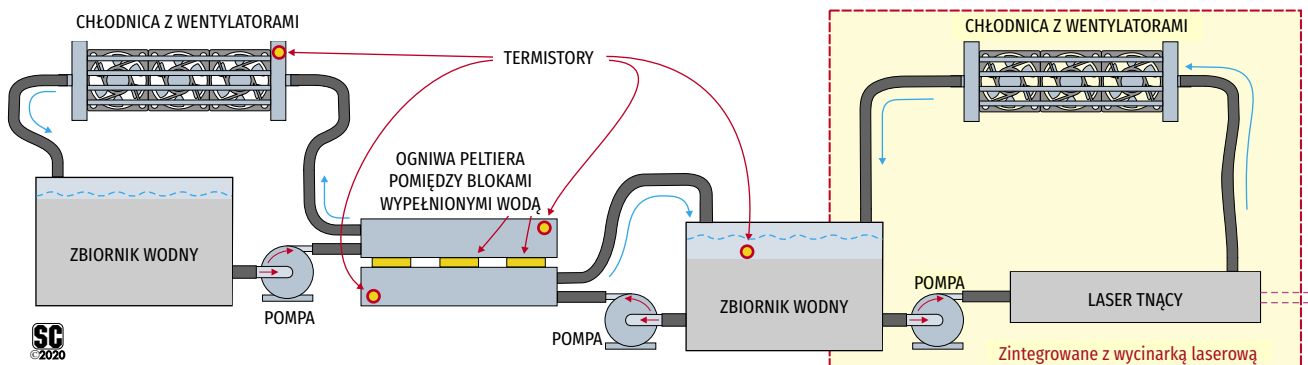 CHŁODNICA Z WENTYLATORAMI
TERMISTORY
CHŁODNICA Z WENTYLATORAMI
OGNIWA PELTIERA
POMIĘDZY BLOKAMI
WYPEŁNIONYMI WODĄ
ZBIORNIK WODNY
POMPA
POMPA
ZBIORNIK WODNY
POMPA
LASER TNĄCY
Zintegrowane z wycinarką laserową
SC
©2020